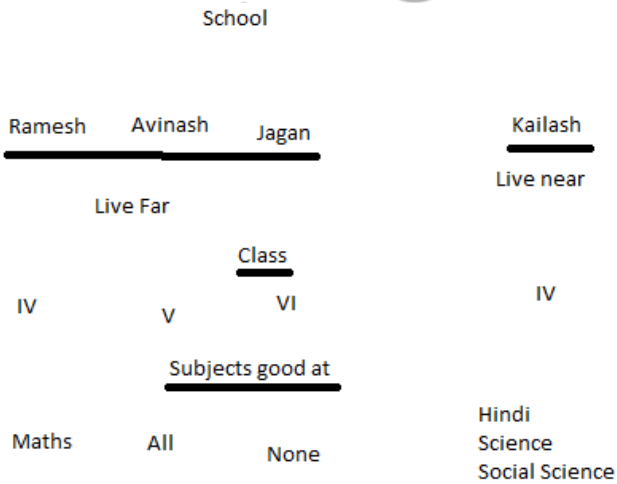 School
Ramesh Avinash Jagan Kailash
Live Far Live near
Class
IV V VI IV
Subjects good at
Maths All None Hindi
Science
Social Science